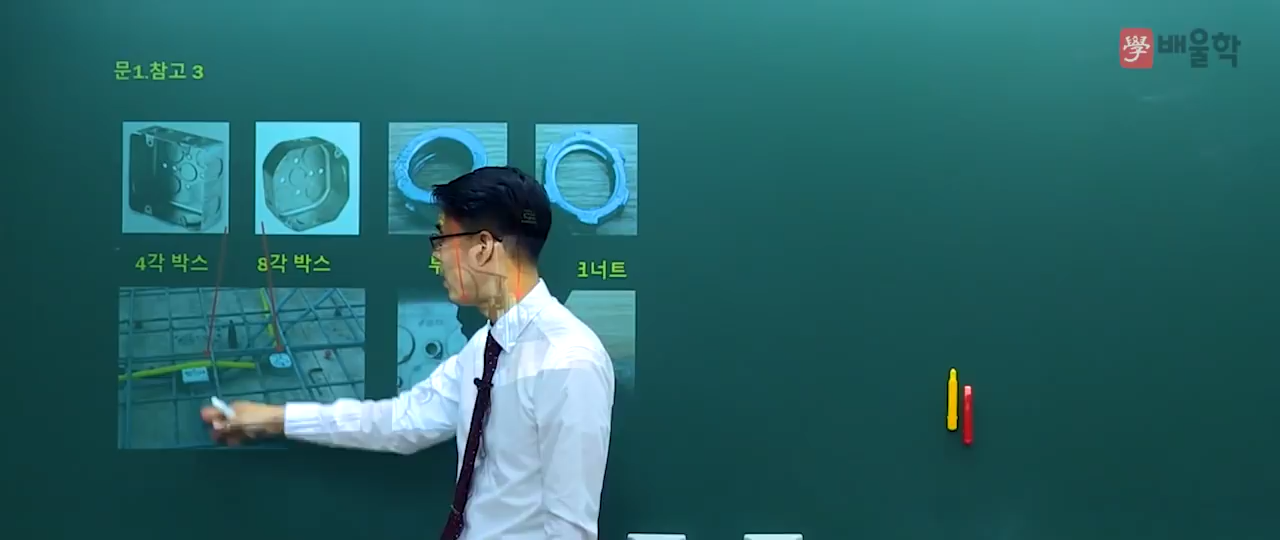 문1.참고 3
學 배울학
4각 박스
8각 박스
크너트